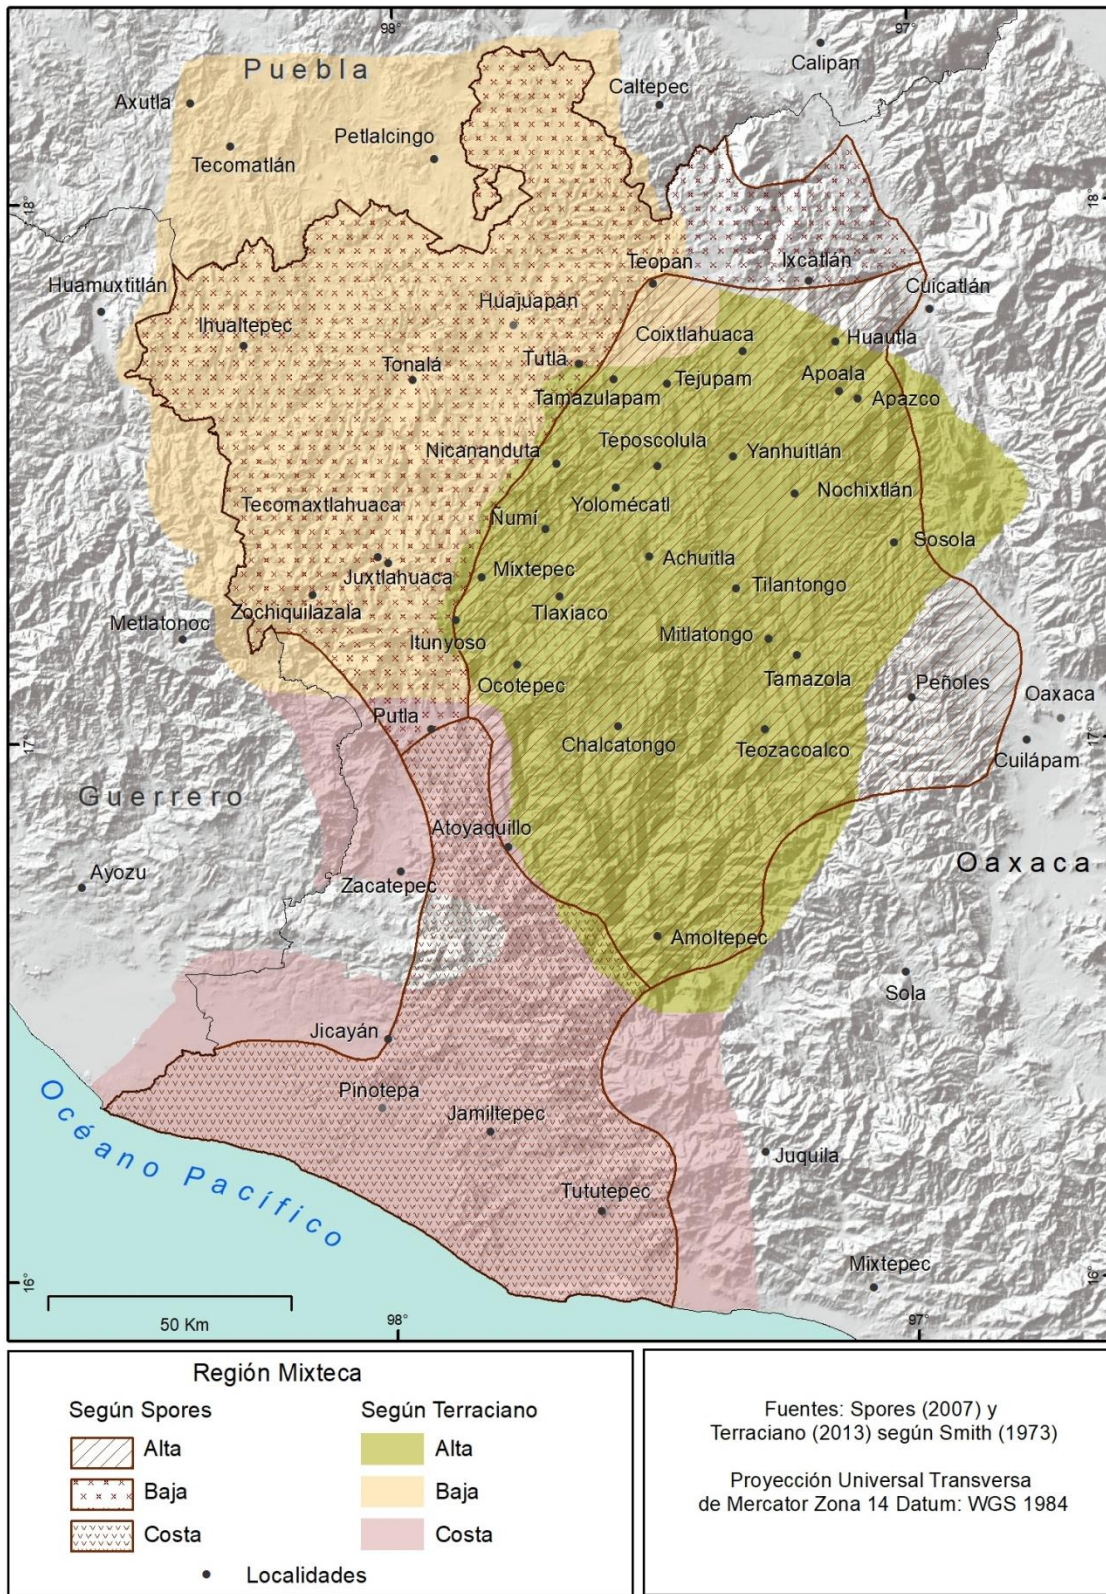 98°
97°
Puebla
Calipan
Axutla
Caltepec
Petlalcingo
Tecomatlán
18°
18°
Teopan
Ixcatlán
Huamuxtitlán
Cuicatlán
Huajuapan
Ihualtepec
Coixtlahuaca
Huautla
Tonalá
Tutla
Tejupam
Apoala
Tamazulapam
Apazco
Nicananduta
Teposcolula
Yanhuitlán
Yolomécatl
Nochixtlán
Tecomaxtlahuaca
Ñumí
Sosola
Achuitla
Juxtlahuaca
Mixtepec
Tilantongo
Zochiquilazala
Tlaxiaco
Metlatonoc
Itunyoso
Mitlatongo
Ocotepec
Tamazola
Peñoles
Oaxaca
Putla
Chalcatongo
Teozacoalco
17°
17°
Cuilápam
Guerrero
Atoyaquillo
Ayozu
Zacatepec
Oaxaca
Amoltepec
Sola
Jicayán
Pinotepa
Jamiltepec
Océano Pacífico
Juquila
Tututepec
Mixtepec
16°
16°
50 Km
98°
97°
Región Mixteca
Según Spores
Según Terraciano
Alta
Alta
Baja
Baja
Costa
Costa
Localidades
Fuentes: Spores (2007) y
Terraciano (2013) según Smith (1973)
Proyección Universal Transversa
de Mercator Zona 14 Datum: WGS 1984